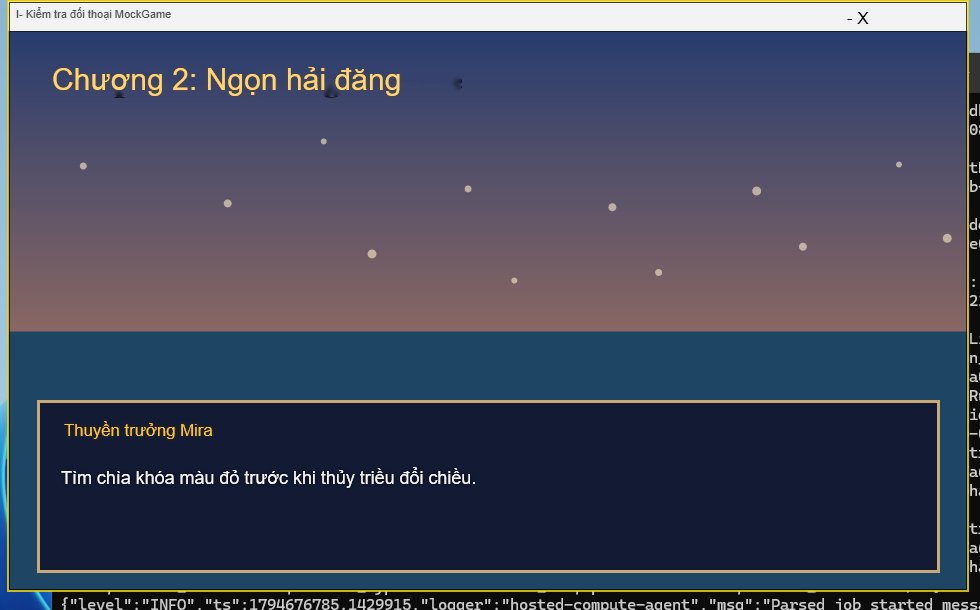 I- Kiểm tra đối thoại MockGame
- X
Chương 2: Ngọn hải đăng
Thuyền trưởng Mira
Tìm chìa khóa màu đỏ trước khi thủy triều đổi chiều.
{"level":"INFO","ts":1794676785.1429915,"logger":"hosted-compute-agent","msg":"Parsed job started mes